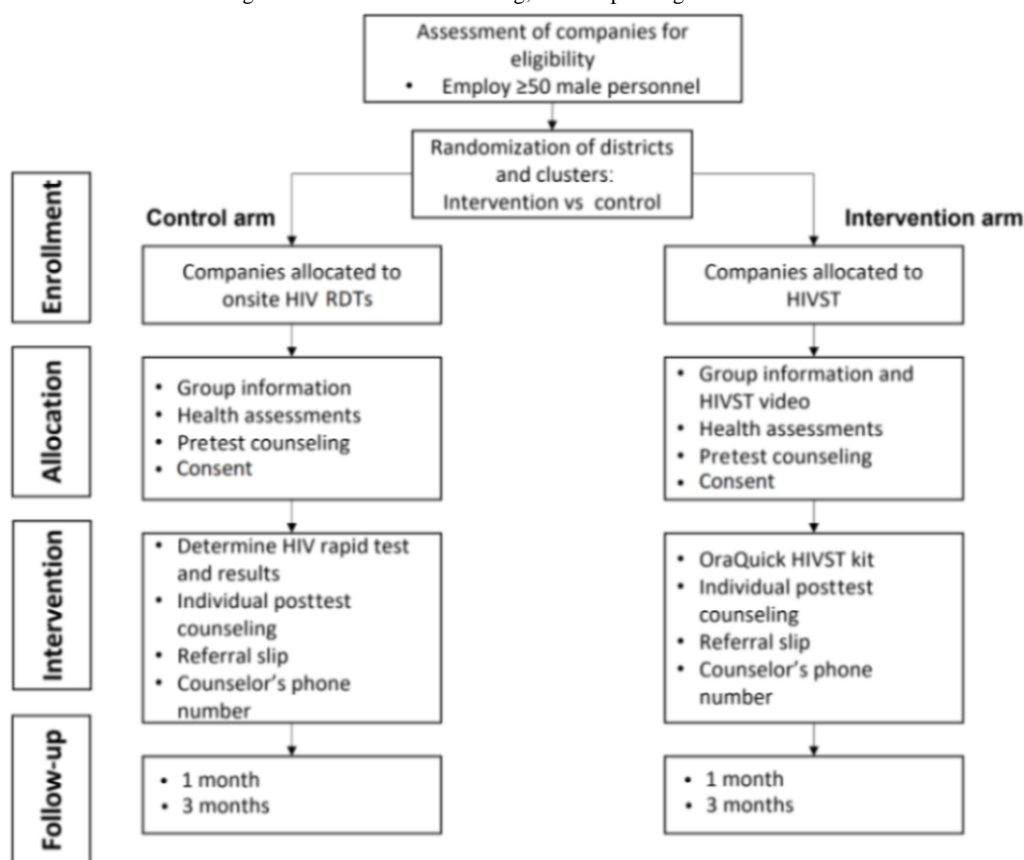 Assessment of companies for
eligibility
• Employ ≥50 male personnel
Randomization of districts
and clusters:
Intervention vs control
Enrollment
Control arm
Intervention arm
Companies allocated to
onsite HIV RDTs
Companies allocated to
HIVST
Allocation
• Group information
• Health assessments
• Pretest counseling
• Consent
• Group information and
HIVST video
• Health assessments
• Pretest counseling
• Consent
Intervention
• Determine HIV rapid test
and results
• Individual posttest
counseling
• Referral slip
• Counselor's phone
number
• OraQuick HIVST kit
• Individual posttest
counseling
• Referral slip
• Counselor's phone
number
Follow-up
• 1 month
• 3 months
• 1 month
• 3 months